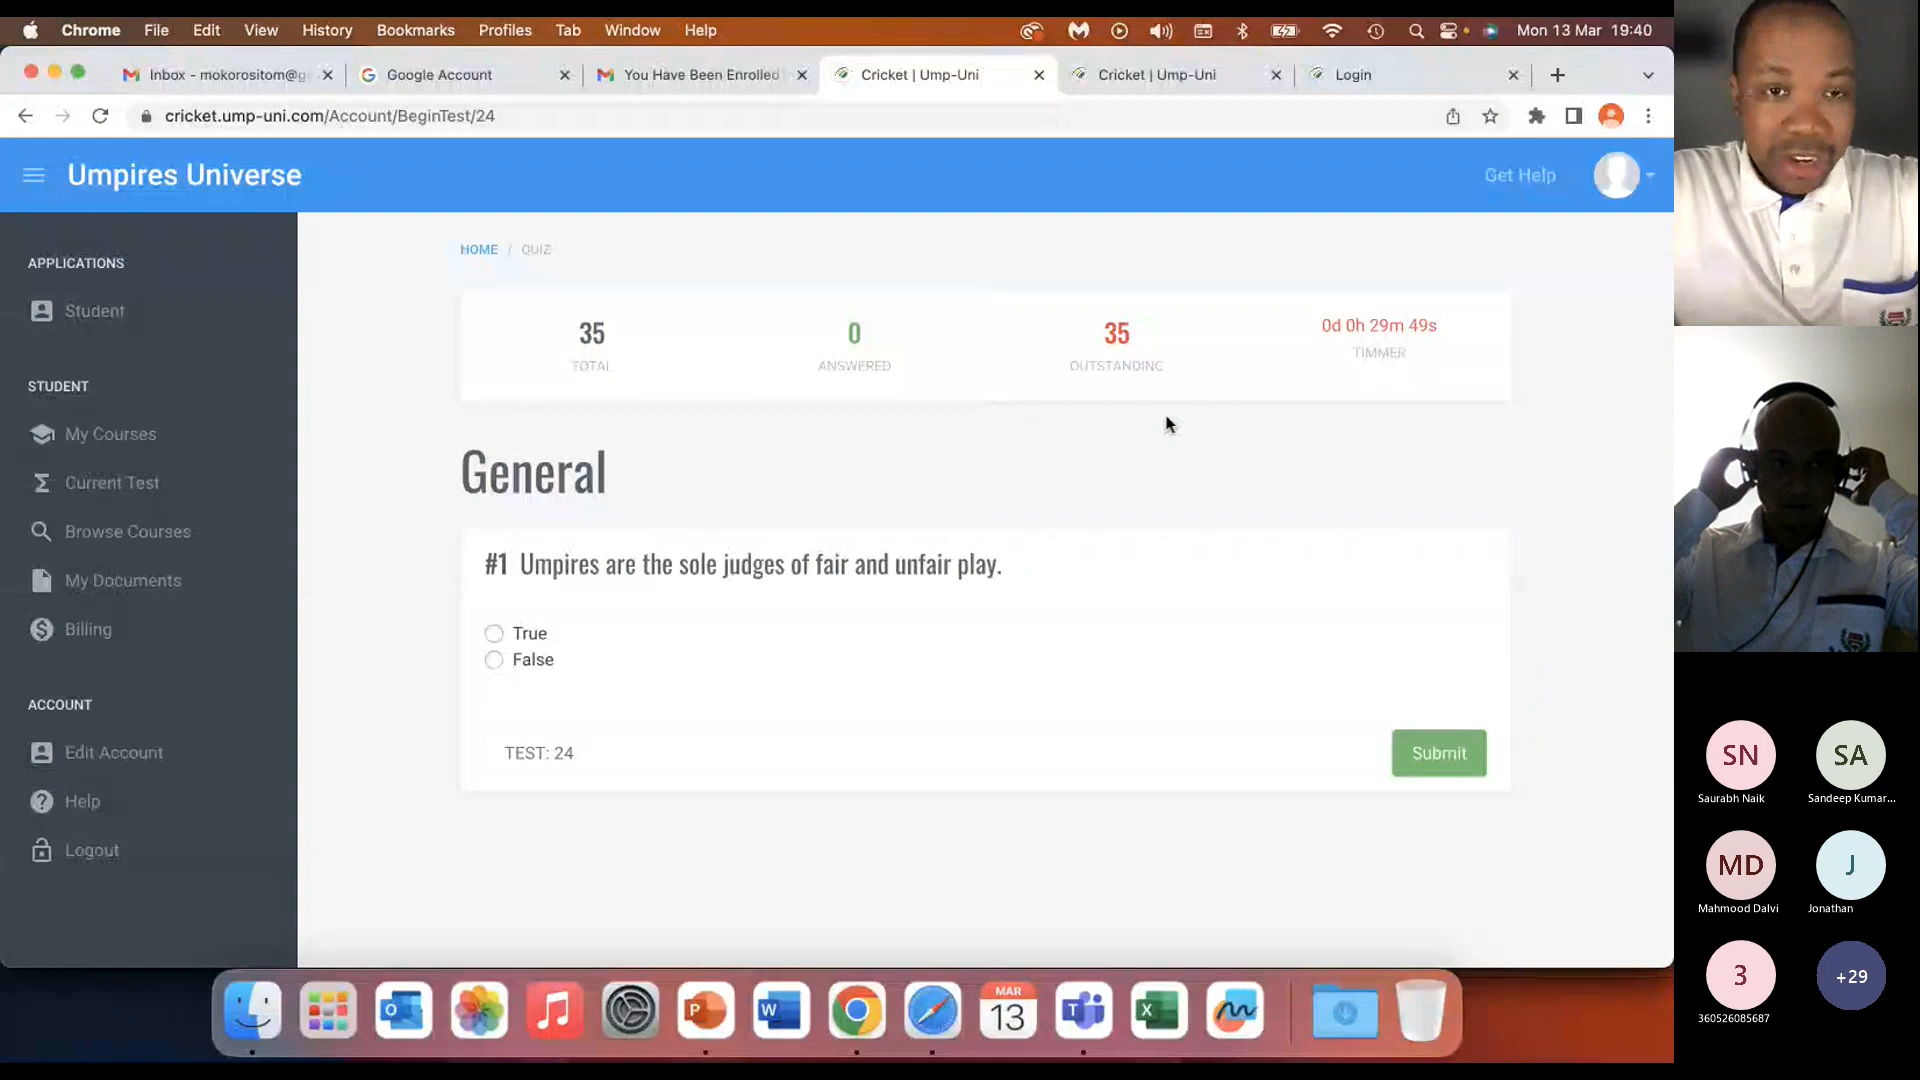 Chrome File Edit View History Bookmarks Profiles Tab Window Help
Mon 13 Mar 19:40
Inbox - mokorositom@g
Google Account
You Have Been Enrolled
Cricket | Ump-Uni
Cricket | Ump-Uni
Login
cricket.ump-uni.com/Account/BeginTest/24
Umpires Universe
Get Help
APPLICATIONS
Student
STUDENT
My Courses
Current Test
Browse Courses
My Documents
Billing
ACCOUNT
Edit Account
Help
Logout
HOME / QUIZ
35
TOTAL
0
ANSWERED
35
OUTSTANDING
0d 0h 29m 49s
TIMMER
General
#1 Umpires are the sole judges of fair and unfair play.
True
False
TEST: 24
Submit
MAR
13
SN
Saurabh Naik
SA
Sandeep Kumar...
MD
Mahmood Dalvi
J
Jonathan
3
360526085687
+29